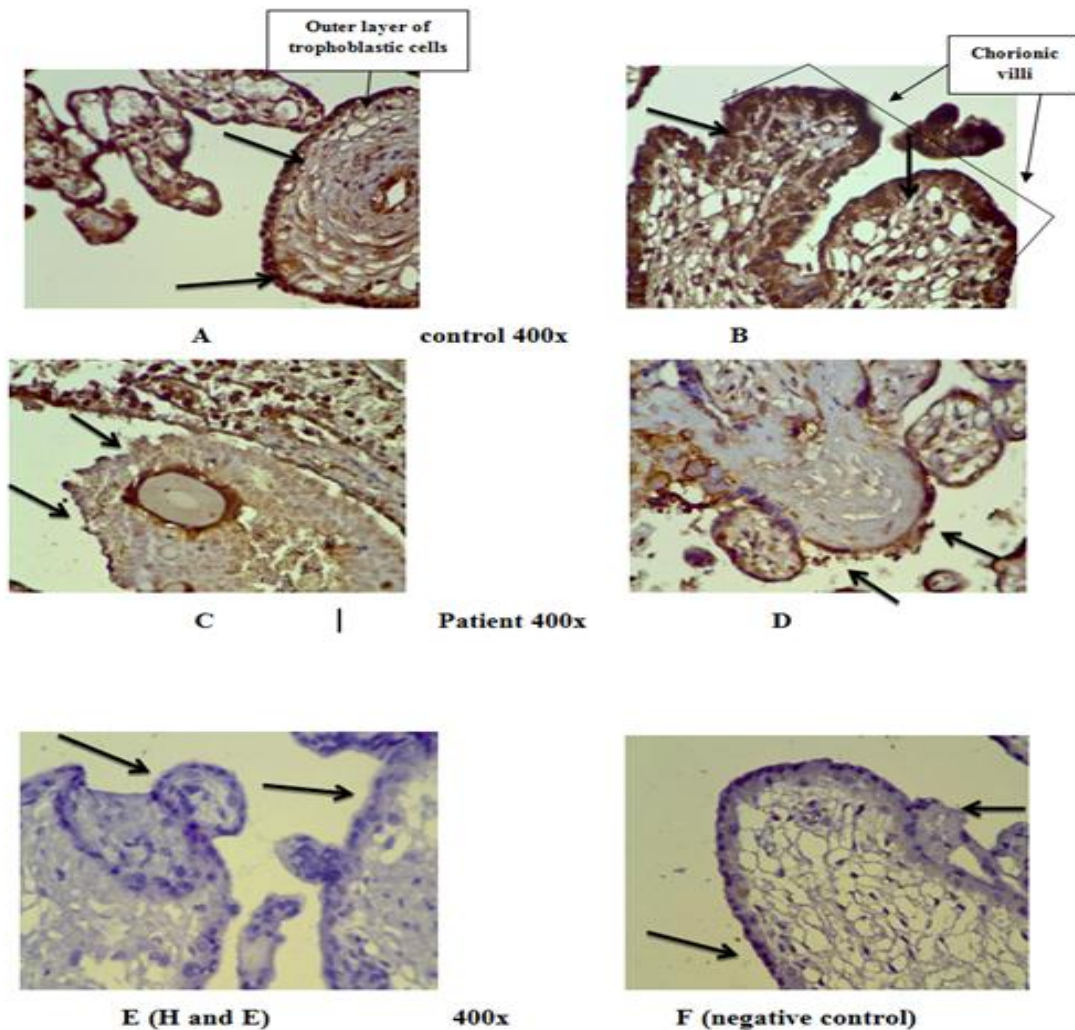 Outer layer of
trophoblastic cells
Chorionic
villi
A control 400x B
C | Patient 400x D
E (H and E) 400x F (negative control)